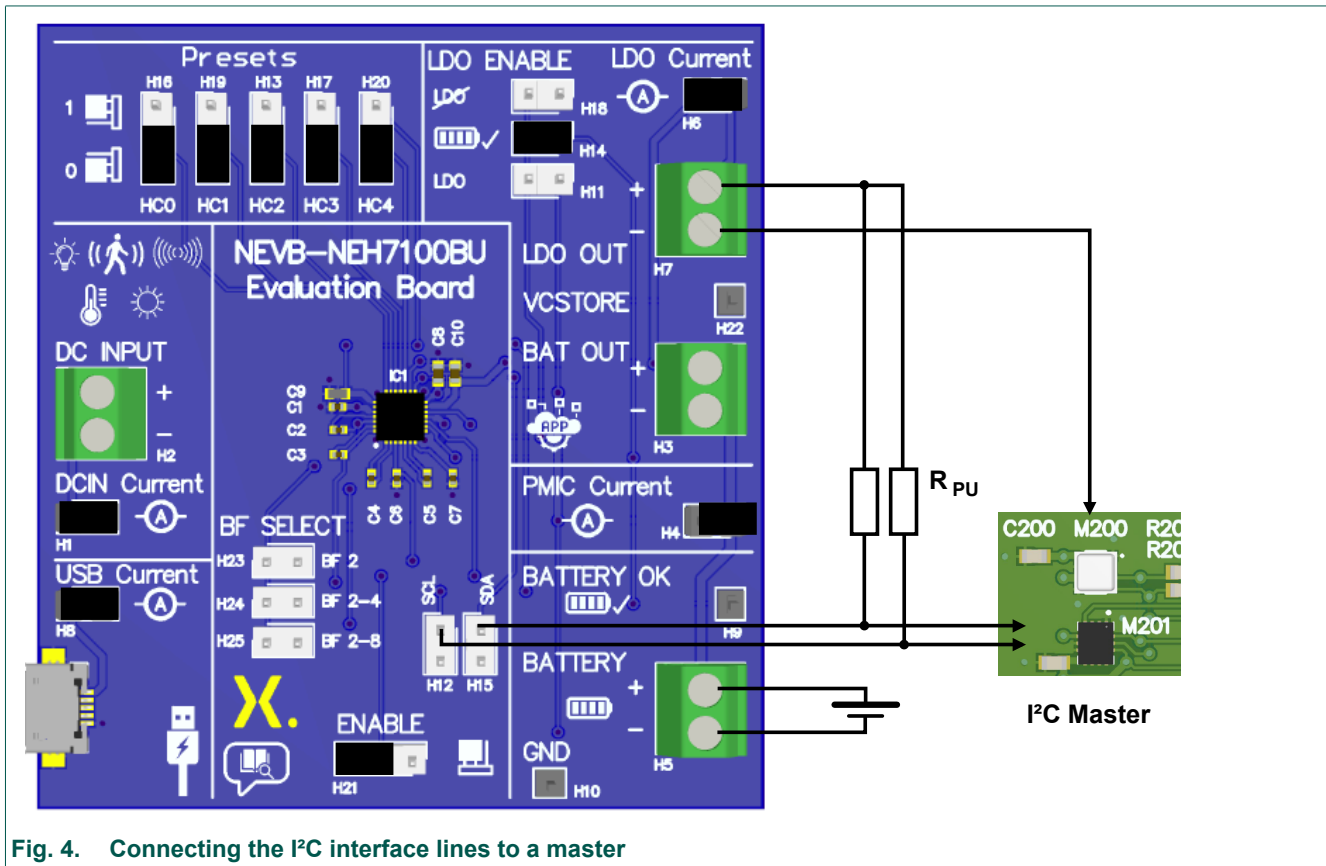 Presets
H16 H19 H13 H17 H20
1
0
HC0 HC1 HC2 HC3 HC4
LDO ENABLE
LDO
H18
H14
LDO
H11
LDO Current
A
H6
+
−
LDO OUT
H7
VCSTORE
H22
BAT OUT
+
−
APP
H3
NEVB-NEH7100BU
Evaluation Board
C8 C10
IC1
C9
C1
C2
C3
C4 C6 C5 C7
DC INPUT
+
−
H2
DCIN Current
A
H1
USB Current
A
H8
BF SELECT
H23 BF 2
H24 BF 2-4
H25 BF 2-8
SCL SDA
H12 H15
X.
ENABLE
H21
PMIC Current
A
H4
BATTERY OK
H9
BATTERY
+
−
H5
GND
H10
R PU
C200 M200 R20
R20
M201
I²C Master
Fig. 4. Connecting the I²C interface lines to a master